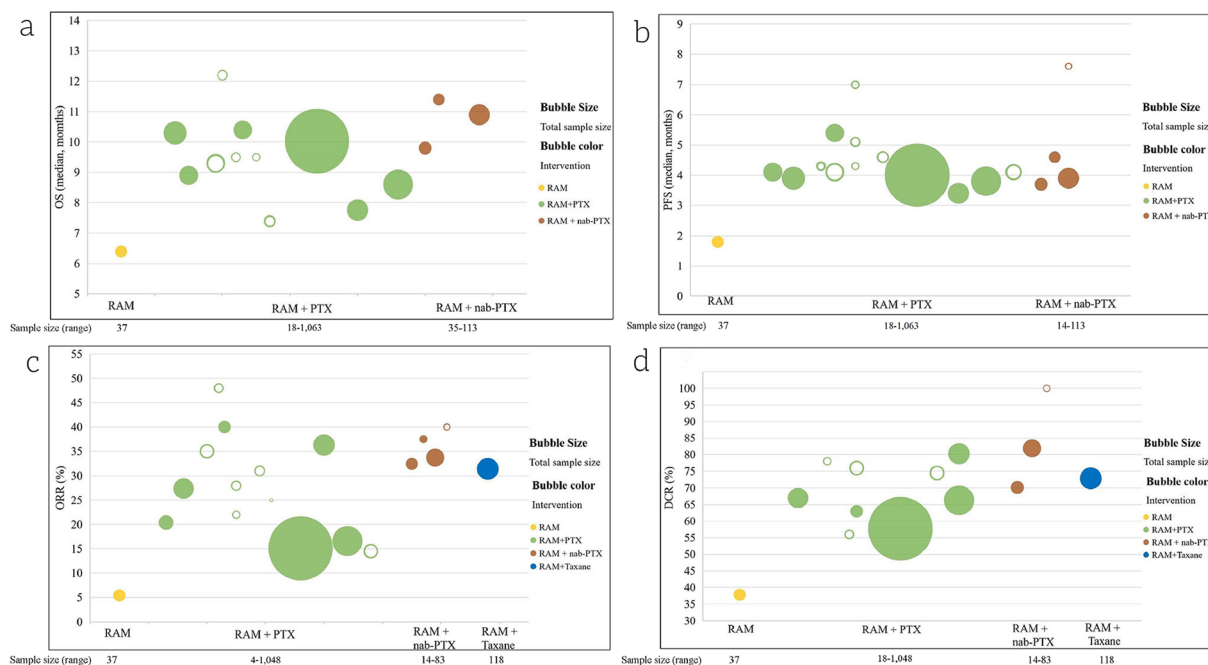 a
OS (median, momths)
14
13
12
11
10
9
8
7
6
5
Bubble Size
Total sample size
Bubble color
Intervention
RAM
RAM+PTX
RAM + nab-PTX
RAM
RAM + PTX
RAM + nab-PTX
Sample size (range)
37
18-1,063
35-113
b
PFS (median, momths)
9
8
7
6
5
4
3
2
1
0
Bubble Size
Total sample size
Bubble color
Intervention
RAM
RAM+PTX
RAM + nab-PT
RAM
RAM + PTX
RAM + nab-PTX
Sample size (range)
37
18-1,063
14-113
c
ORR (%)
55
50
45
40
35
30
25
20
15
10
5
0
Bubble Size
Total sample size
Bubble color
Intervention
RAM
RAM+PTX
RAM + nab-PTX
RAM+Taxane
RAM
RAM + PTX
RAM +
nab-PTX
RAM +
Taxane
Sample size (range)
37
4-1,048
14-83
118
d
DCR (%)
100
95
90
85
80
75
70
65
60
55
50
45
40
35
30
Bubble Size
Total sample size
Bubble color
Intervention
RAM
RAM+PTX
RAM + nab-PT
RAM+Taxane
RAM
RAM + PTX
RAM +
nab-PTX
RAM +
Taxane
Sample size (range)
37
18-1,048
14-83
118